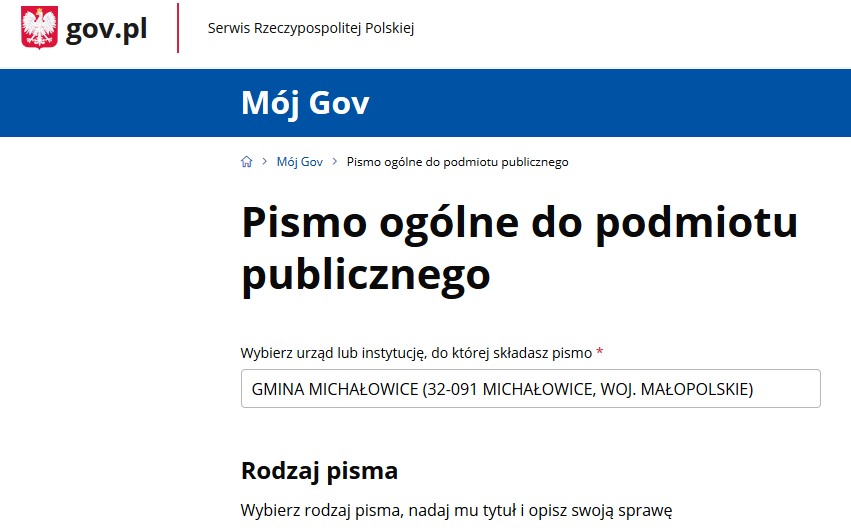 gov.pl
Serwis Rzeczypospolitej Polskiej
Mój Gov
Mój Gov > Pismo ogólne do podmiotu publicznego
Pismo ogólne do podmiotu
publicznego
Wybierz urząd lub instytucję, do której składasz pismo *
GMINA MICHAŁOWICE (32-091 MICHAŁOWICE, WOJ. MAŁOPOLSKIE)
Rodzaj pisma
Wybierz rodzaj pisma, nadaj mu tytuł i opisz swoją sprawę